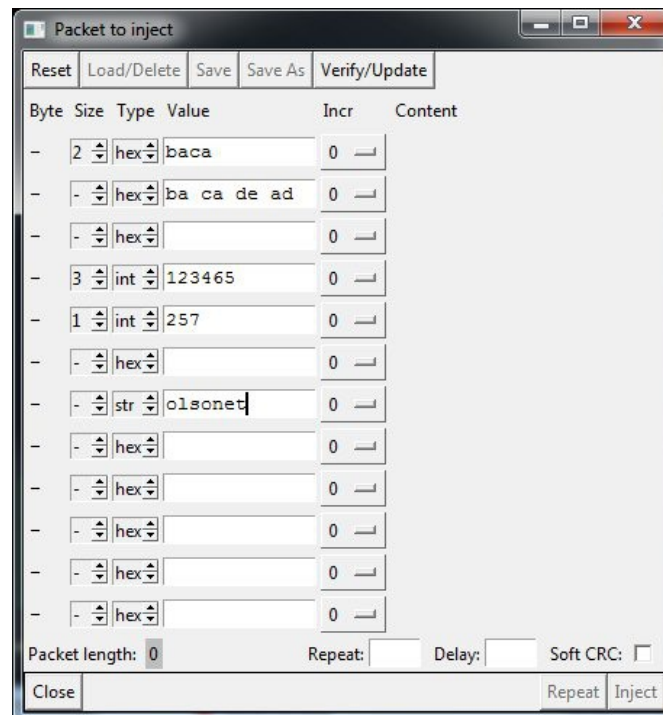 Packet to inject
Reset Load/Delete Save Save As Verify/Update
Byte Size Type Value Incr Content
– 2 hex baca 0
– - hex ba ca de ad 0
– - hex 0
– 3 int 123465 0
– 1 int 257 0
– - hex 0
– - str olsonet 0
– - hex 0
– - hex 0
– - hex 0
– - hex 0
– - hex 0
Packet length: 0 Repeat: Delay: Soft CRC:
Close Repeat Inject